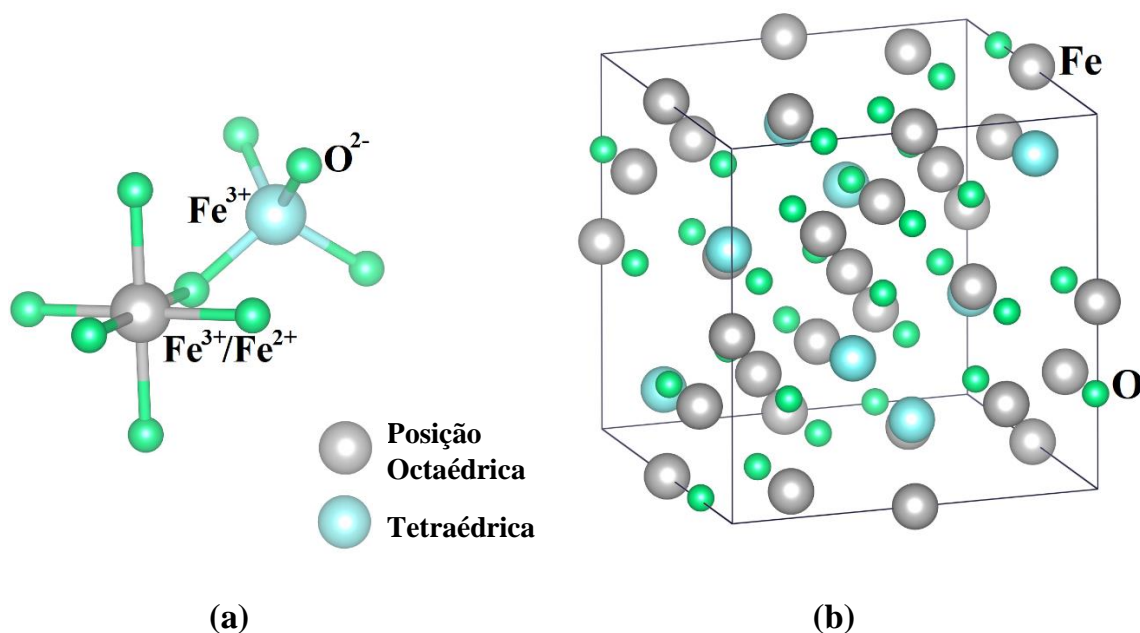 O²⁻
Fe³⁺
Fe³⁺/Fe²⁺
Posição
Octaédrica
Tetraédrica
(a)
Fe
O
(b)